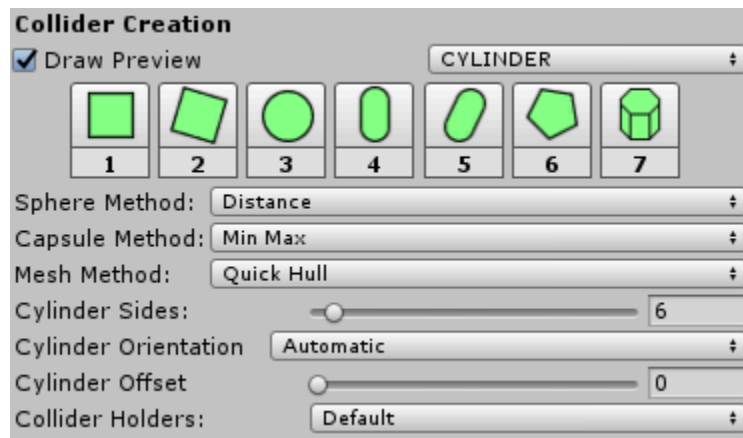 Collider Creation
Draw Preview CYLINDER
1 2 3 4 5 6 7
Sphere Method: Distance
Capsule Method: Min Max
Mesh Method: Quick Hull
Cylinder Sides: 6
Cylinder Orientation Automatic
Cylinder Offset 0
Collider Holders: Default